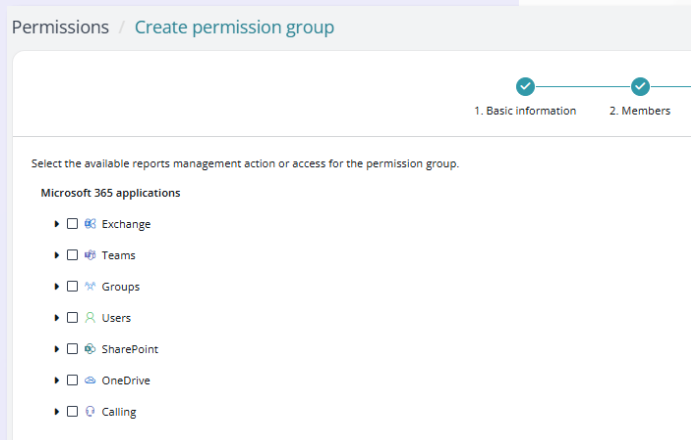 Permissions / Create permission group
1. Basic information 2. Members
Select the available reports management action or access for the permission group.
Microsoft 365 applications
Exchange
Teams
Groups
Users
SharePoint
OneDrive
Calling